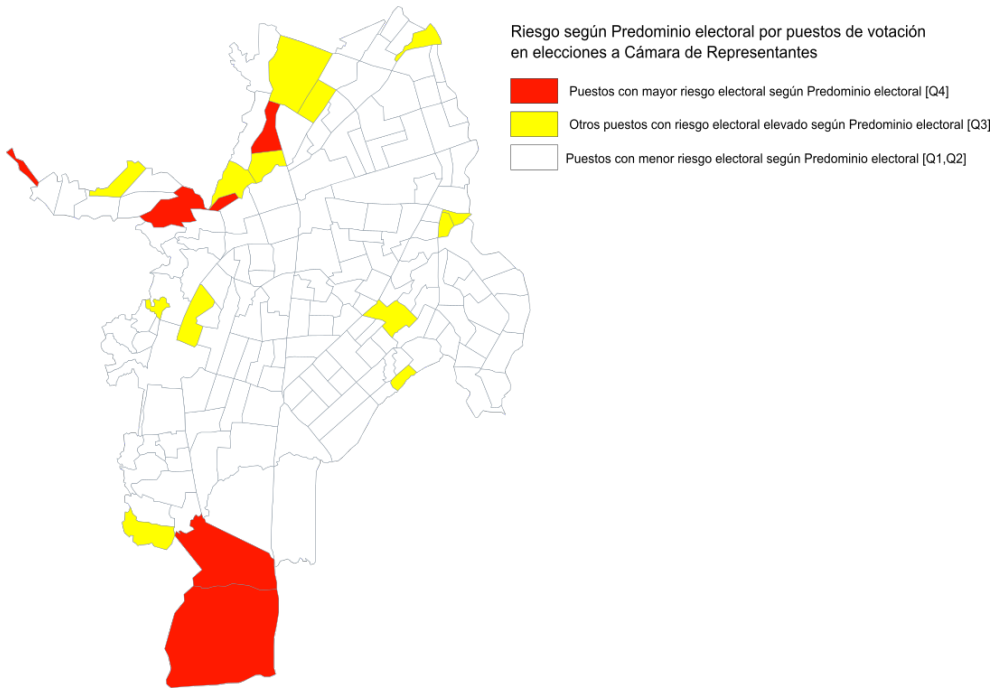 Riesgo según Predominio electoral por puestos de votación
en elecciones a Cámara de Representantes
Puestos con mayor riesgo electoral según Predominio electoral [Q4]
Otros puestos con riesgo electoral elevado según Predominio electoral [Q3]
Puestos con menor riesgo electoral según Predominio electoral [Q1,Q2]